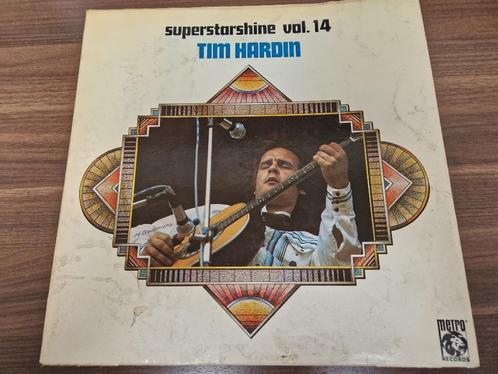 superstarshine vol.14
TIM HARDIN
metro
RECORDS